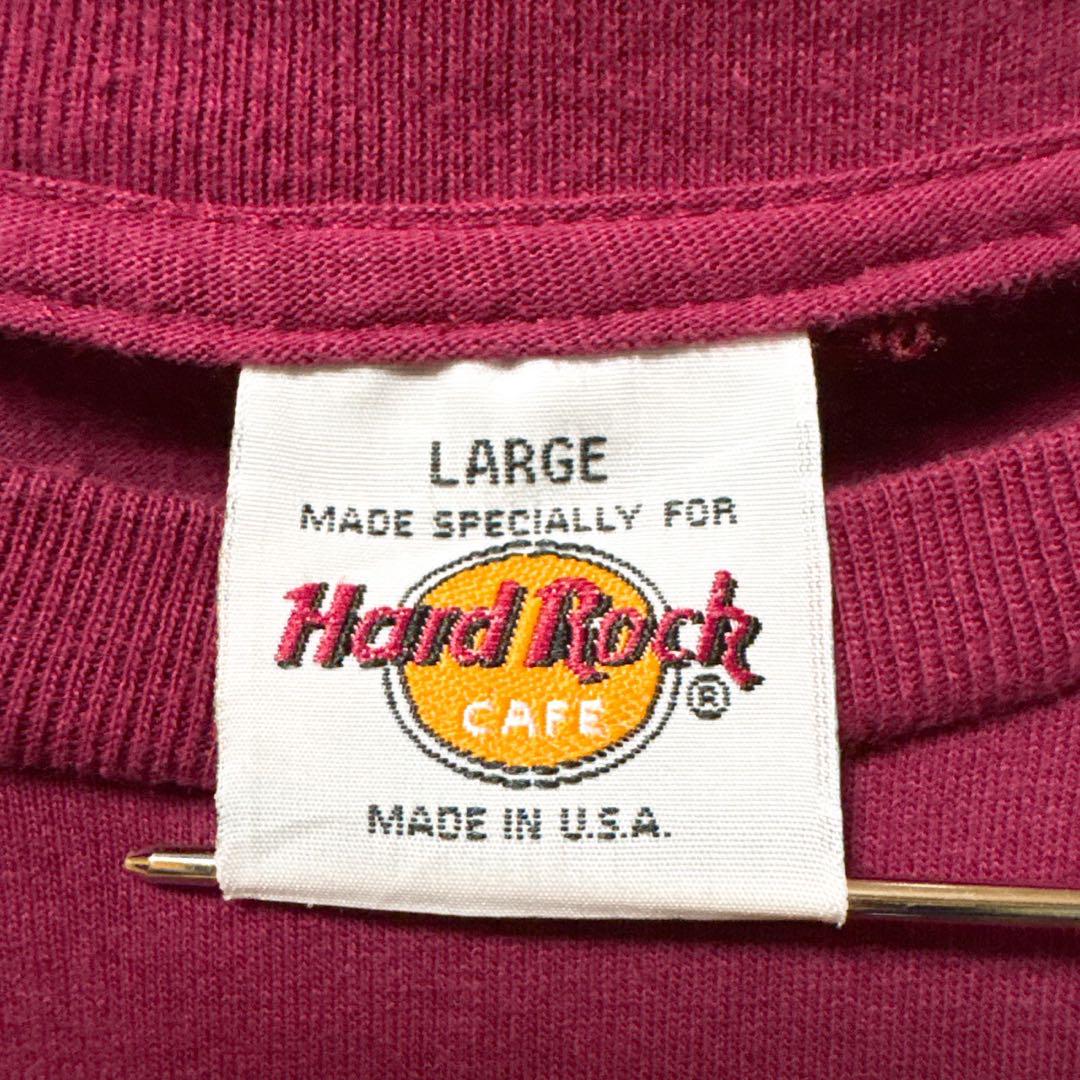 LARGE
MADE SPECIALLY FOR
Hard Rock
CAFE
®
MADE IN U.S.A.